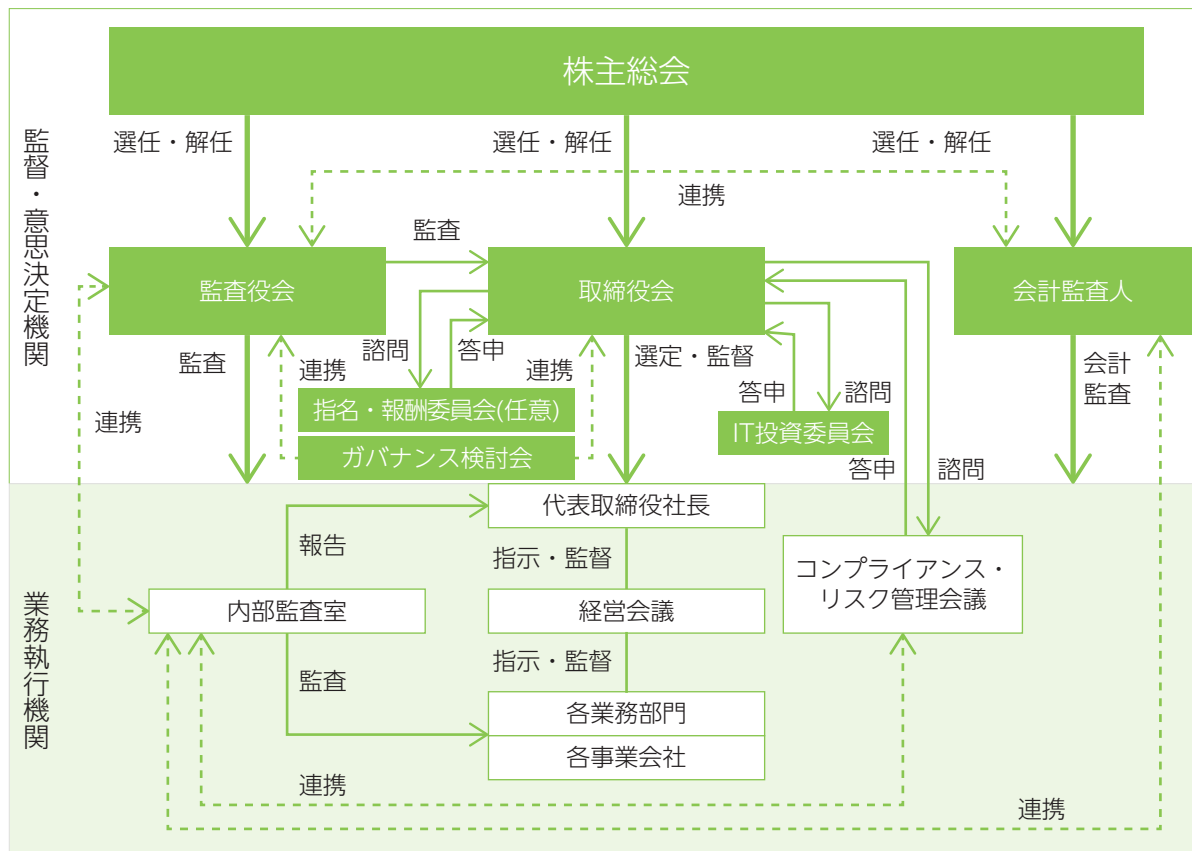 株主総会
監督・意思決定機関
選任・解任
選任・解任
選任・解任
連携
監査
監査役会
取締役会
会計監査人
監査
諮問
答申
連携
連携
選定・監督
答申
諮問
会計
監査
連携
指名・報酬委員会(任意)
ガバナンス検討会
IT投資委員会
答申
諮問
業務執行機関
代表取締役社長
報告
指示・監督
コンプライアンス・
リスク管理会議
内部監査室
経営会議
監査
指示・監督
各業務部門
各事業会社
連携
連携